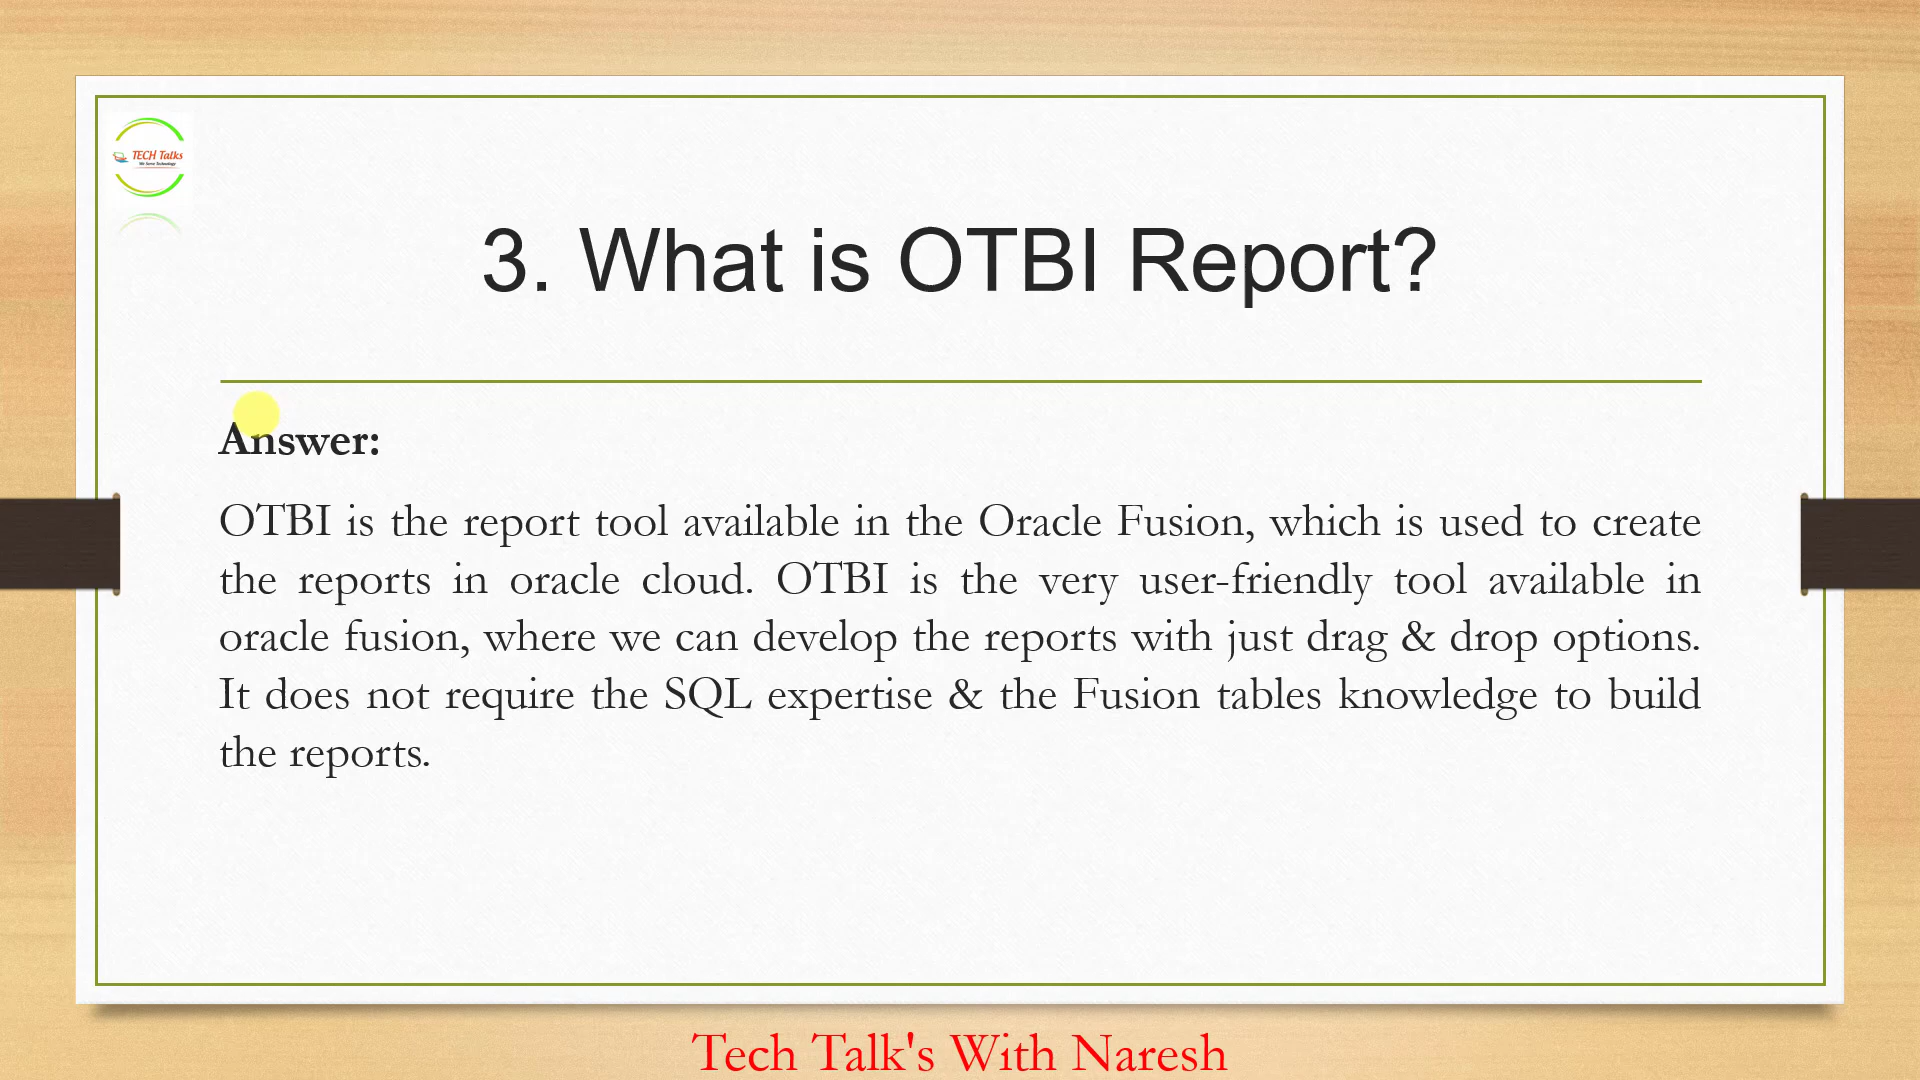 TECH Talks
We Serve Technology
3. What is OTBI Report?
Answer:
OTBI is the report tool available in the Oracle Fusion, which is used to create
the reports in oracle cloud. OTBI is the very user-friendly tool available in
oracle fusion, where we can develop the reports with just drag & drop options.
It does not require the SQL expertise & the Fusion tables knowledge to build
the reports.
Tech Talk's With Naresh